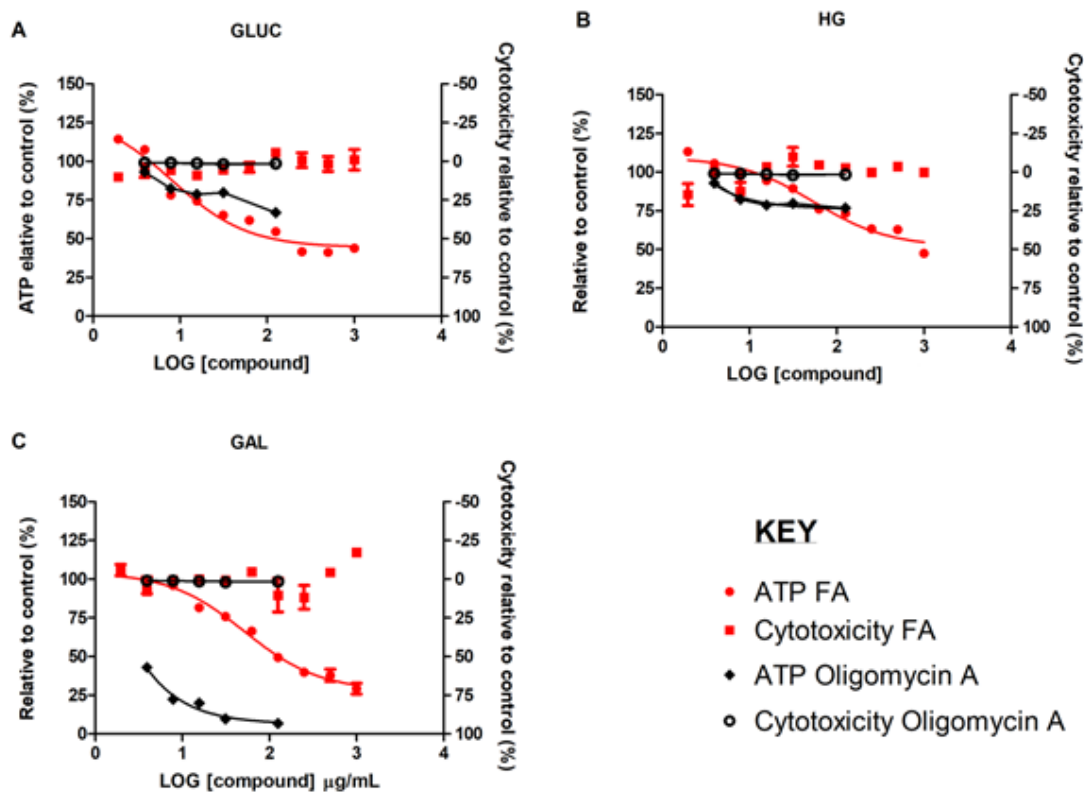 A
GLUC
ATP elative to control (%)
150
125
100
75
50
25
0
Cytotoxicity relative to control (%)
-50
-25
0
25
50
75
100
0 1 2 3 4
LOG [compound]
B
HG
Relative to control (%)
150
125
100
75
50
25
0
Cytotoxicity relative to control (%)
-50
-25
0
25
50
75
100
0 1 2 3 4
LOG [compound]
C
GAL
Relative to control (%)
150
125
100
75
50
25
0
Cytotoxicity relative to control (%)
-50
-25
0
25
50
75
100
0 1 2 3 4
LOG [compound] μg/mL
KEY
ATP FA
Cytotoxicity FA
ATP Oligomycin A
Cytotoxicity Oligomycin A